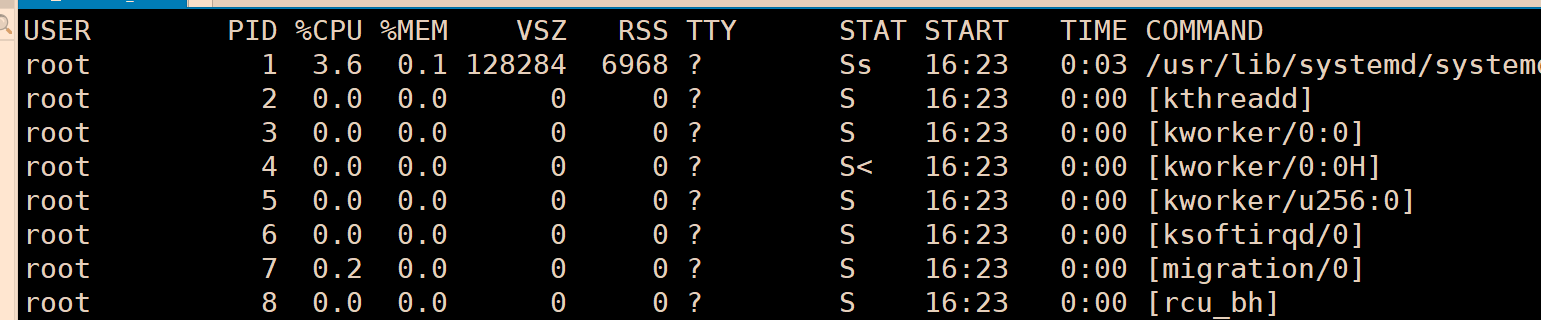 USER PID %CPU %MEM VSZ RSS TTY STAT START TIME COMMAND
root 1 3.6 0.1 128284 6968 ? Ss 16:23 0:03 /usr/lib/systemd/systemd
root 2 0.0 0.0 0 0 ? S 16:23 0:00 [kthreadd]
root 3 0.0 0.0 0 0 ? S 16:23 0:00 [kworker/0:0]
root 4 0.0 0.0 0 0 ? S< 16:23 0:00 [kworker/0:0H]
root 5 0.0 0.0 0 0 ? S 16:23 0:00 [kworker/u256:0]
root 6 0.0 0.0 0 0 ? S 16:23 0:00 [ksoftirqd/0]
root 7 0.2 0.0 0 0 ? S 16:23 0:00 [migration/0]
root 8 0.0 0.0 0 0 ? S 16:23 0:00 [rcu_bh]